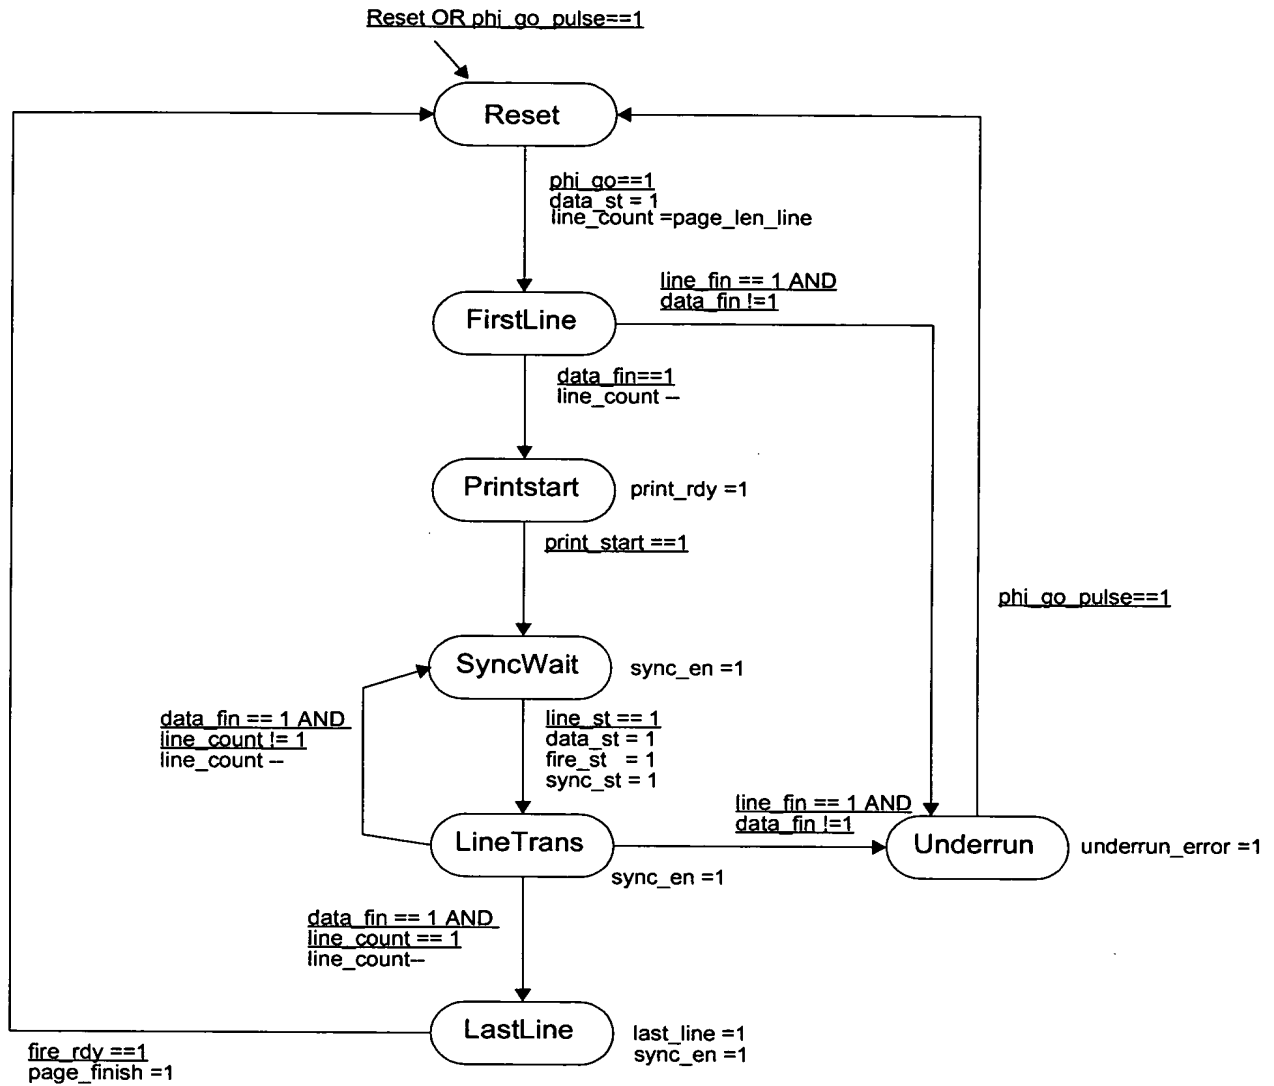 Reset OR phi_go_pulse==1
Reset
phi_go==1
data_st = 1
line_count =page_len_line
line_fin == 1 AND
data_fin !=1
FirstLine
data_fin==1
line_count --
Printstart
print_rdy =1
print_start ==1
phi_go_pulse==1
SyncWait
sync_en =1
data_fin == 1 AND
line_count != 1
line_count --
line_st == 1
data_st = 1
fire_st = 1
sync_st = 1
line_fin == 1 AND
data_fin !=1
LineTrans
sync_en =1
Underrun
underrun_error =1
data_fin == 1 AND
line_count == 1
line_count--
LastLine
last_line =1
sync_en =1
fire_rdy ==1
page_finish =1